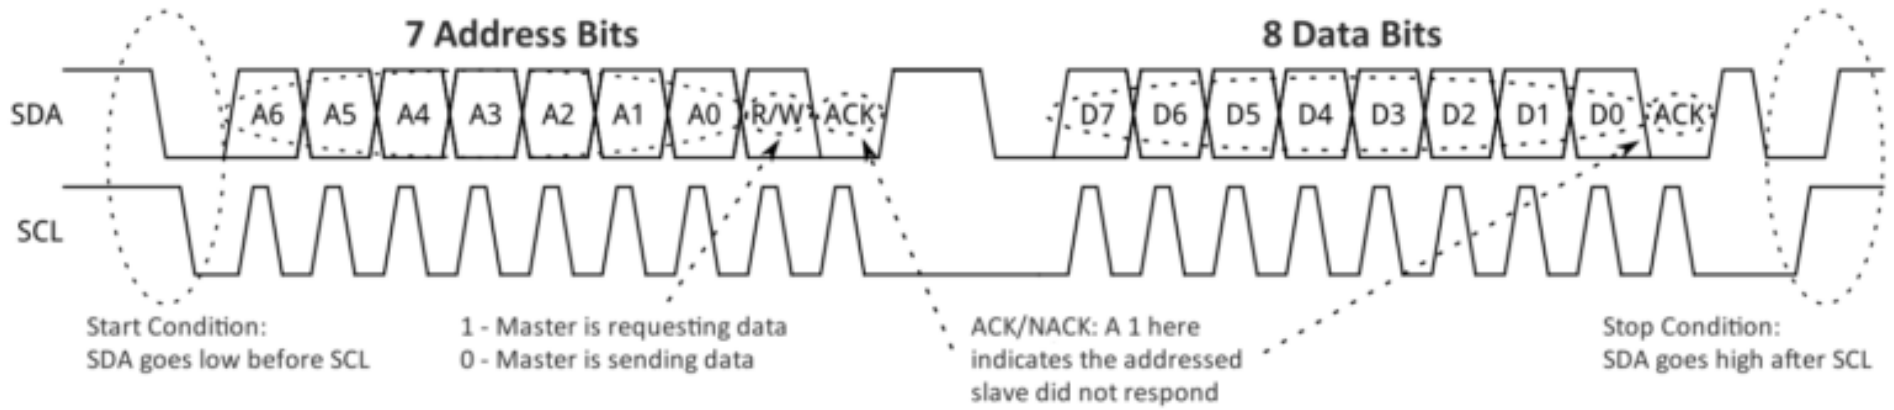 7 Address Bits
8 Data Bits
SDA
A6 A5 A4 A3 A2 A1 A0 R/W ACK
D7 D6 D5 D4 D3 D2 D1 D0 ACK
SCL
Start Condition:
SDA goes low before SCL
1 - Master is requesting data
0 - Master is sending data
ACK/NACK: A 1 here
indicates the addressed
slave did not respond
Stop Condition:
SDA goes high after SCL